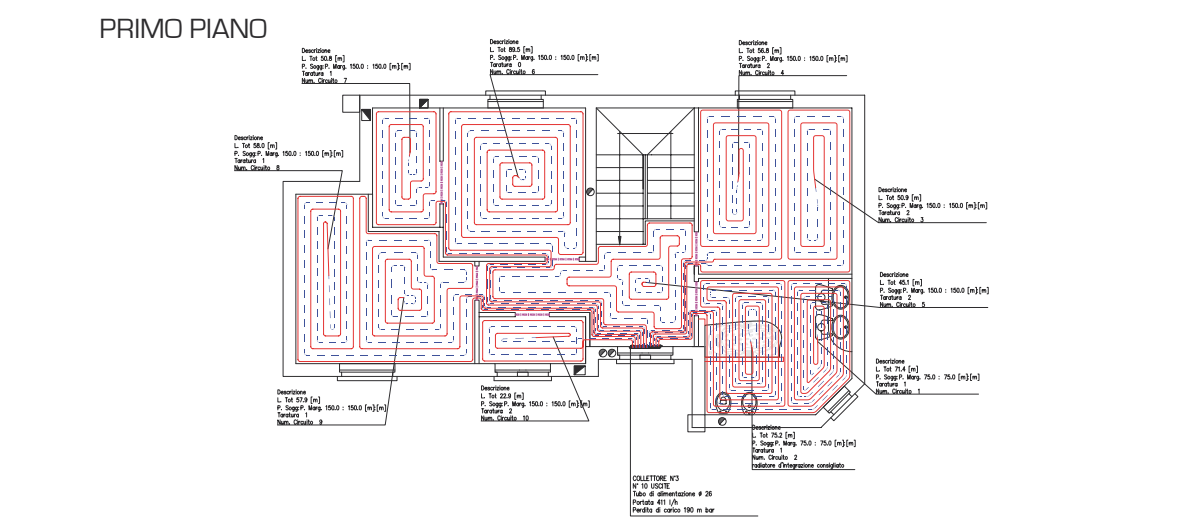 PRIMO PIANO
Descrizione
L. Tot 50.8 [m]
P. Sogg:P. Marg. 150.0 : 150.0 [m]:[m]
Taratura 1
Num. Circuito 7
Descrizione
L. Tot 89.5 [m]
P. Sogg:P. Marg. 150.0 : 150.0 [m]:[m]
Taratura 0
Num. Circuito 6
Descrizione
L. Tot 56.8 [m]
P. Sogg:P. Marg. 150.0 : 150.0 [m]:[m]
Taratura 2
Num. Circuito 4
Descrizione
L. Tot 58.0 [m]
P. Sogg:P. Marg. 150.0 : 150.0 [m]:[m]
Taratura 1
Num. Circuito 8
Descrizione
L. Tot 50.9 [m]
P. Sogg:P. Marg. 150.0 : 150.0 [m]:[m]
Taratura 2
Num. Circuito 3
Descrizione
L. Tot 45.1 [m]
P. Sogg:P. Marg. 150.0 : 150.0 [m]:[m]
Taratura 2
Num. Circuito 5
Descrizione
L. Tot 71.4 [m]
P. Sogg:P. Marg. 75.0 : 75.0 [m]:[m]
Taratura 1
Num. Circuito 1
Descrizione
L. Tot 57.9 [m]
P. Sogg:P. Marg. 150.0 : 150.0 [m]:[m]
Taratura 1
Num. Circuito 9
Descrizione
L. Tot 22.9 [m]
P. Sogg:P. Marg. 150.0 : 150.0 [m]:[m]
Taratura 2
Num. Circuito 10
Descrizione
L. Tot 75.2 [m]
P. Sogg:P. Marg. 75.0 : 75.0 [m]:[m]
Taratura 1
Num. Circuito 2
radiatore d'integrazione consigliato
COLLETTORE N°3
N° 10 USCITE
Tubo di alimentazione ø 26
Portata 411 l/h
Perdita di carico 190 m bar